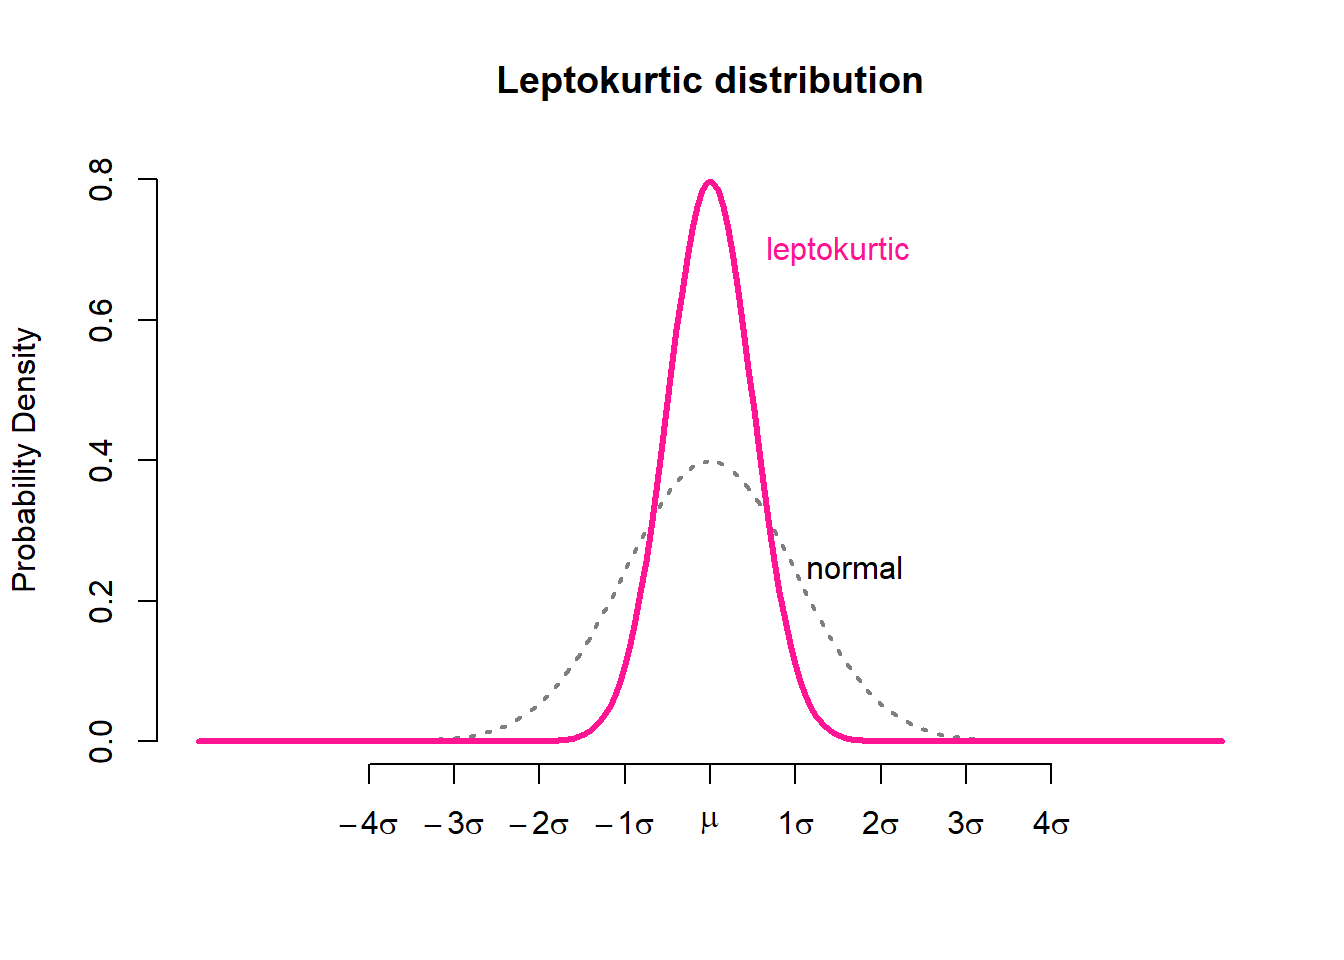 Leptokurtic distribution
Probability Density
0.8
0.6
0.4
0.2
0.0
leptokurtic
normal
−4σ −3σ −2σ −1σ μ 1σ 2σ 3σ 4σ